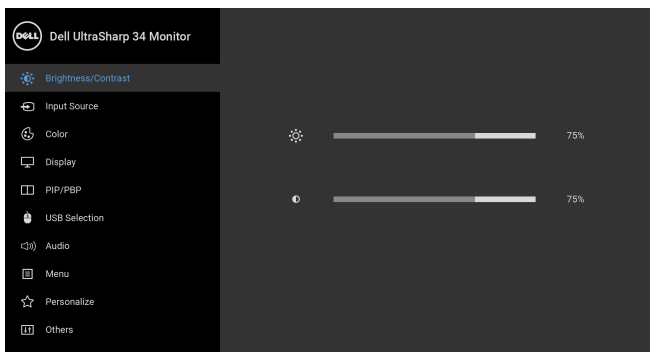 DELL Dell UltraSharp 34 Monitor
Brightness/Contrast
Input Source
Color
75%
Display
PIP/PBP
75%
USB Selection
Audio
Menu
Personalize
Others